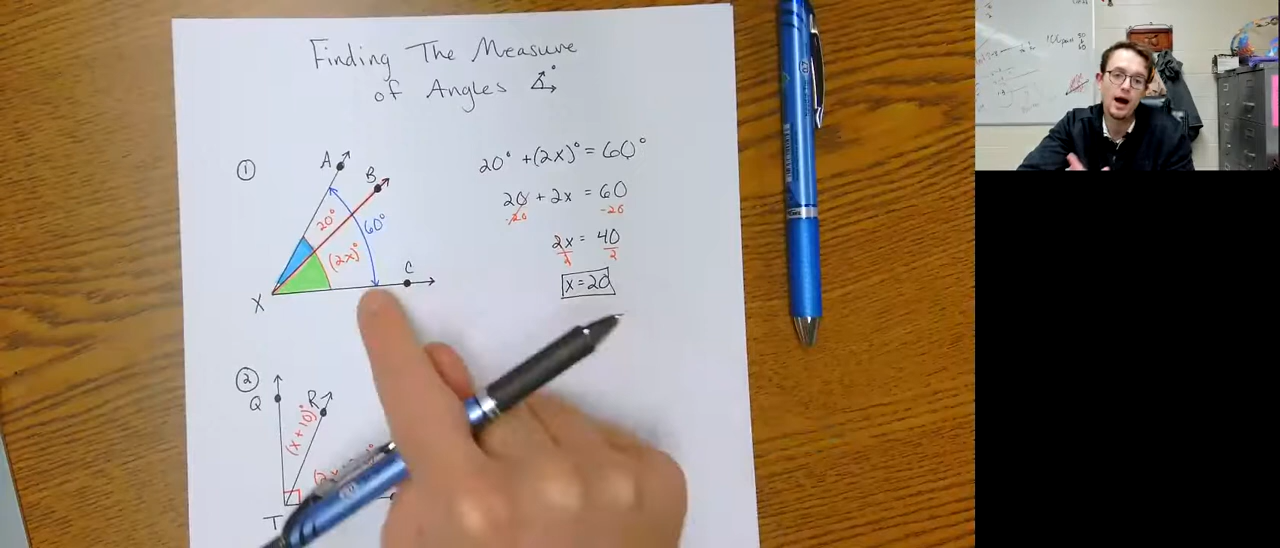 Finding The Measure
of Angles
①
A
B
C
X
20°
(2x)°
60°
20° + (2x)° = 60°
20 + 2x = 60
-20 -20
2x = 40
2 2
x = 20
②
Q
R
(x+10)°
T